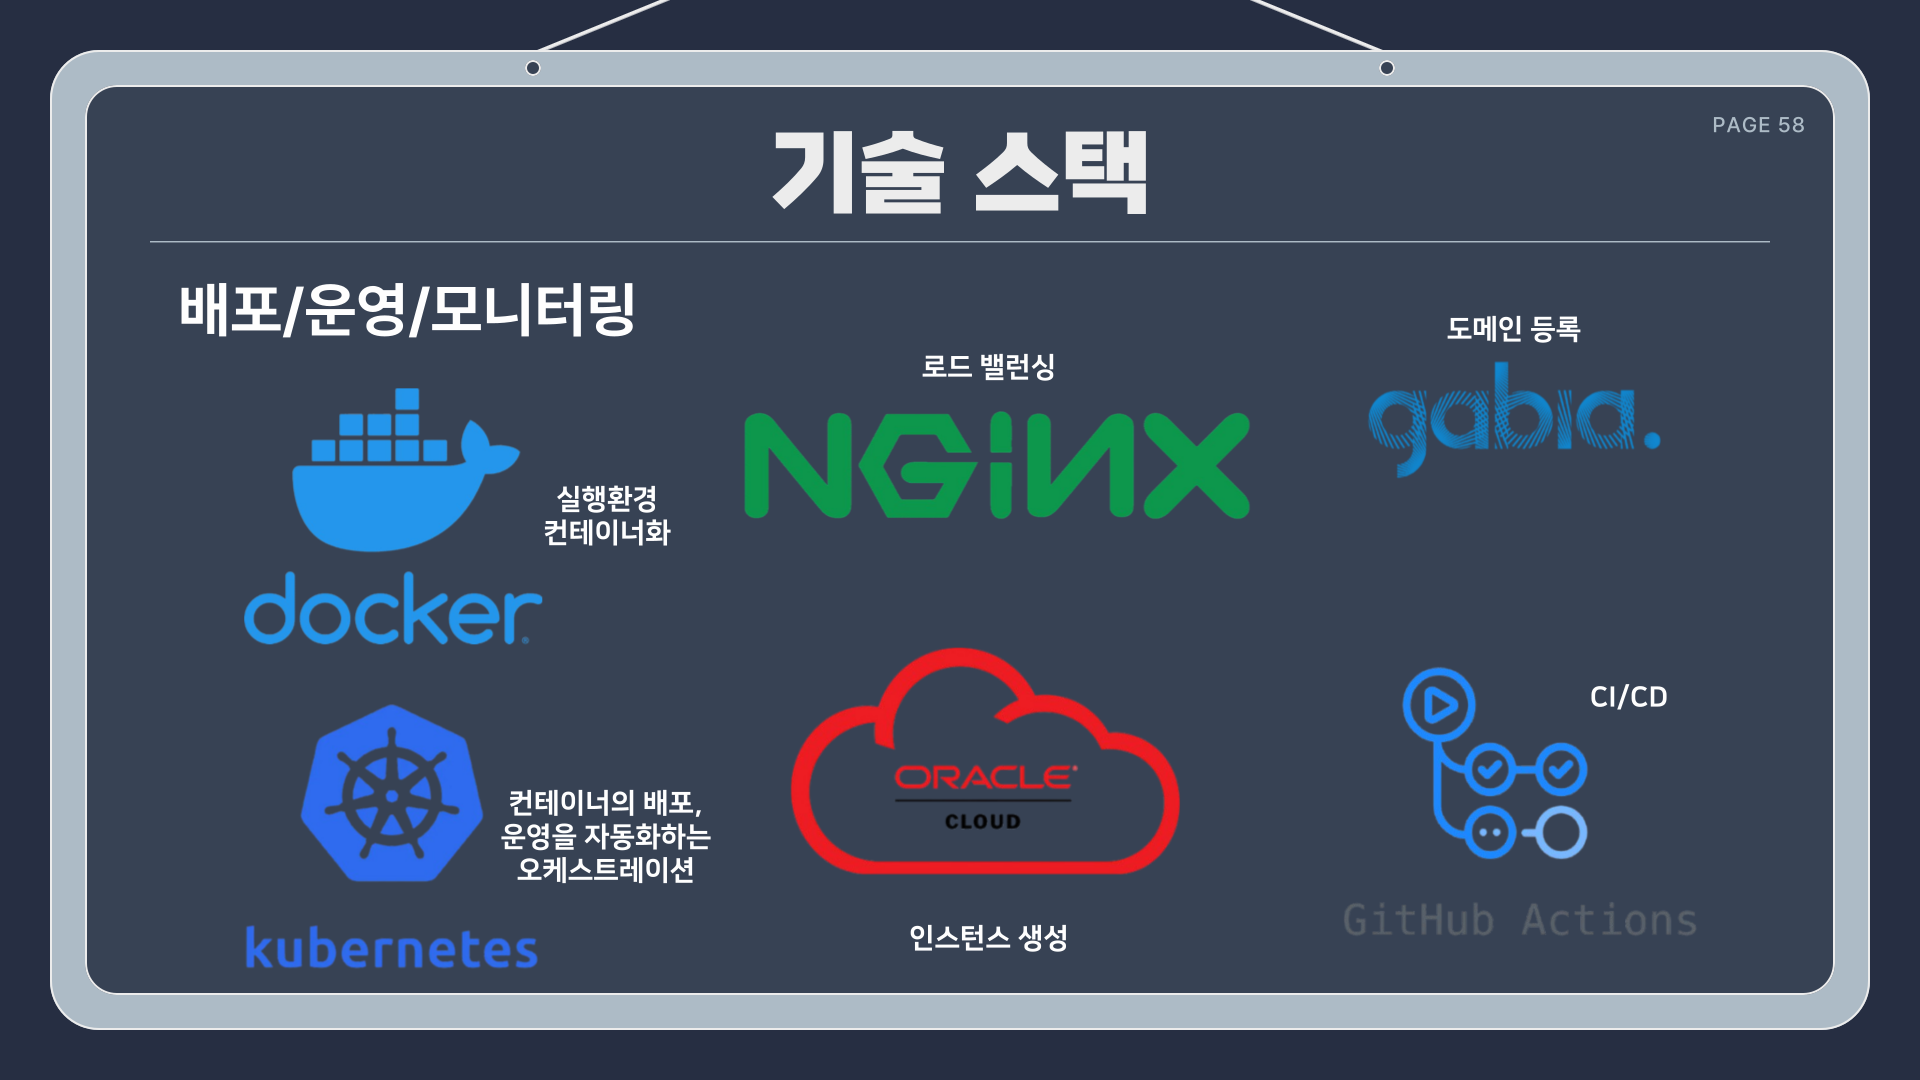 PAGE 58
기술 스택
배포/운영/모니터링
실행환경
컨테이너화
docker
로드 밸런싱
NGiNX
도메인 등록
gabia.
컨테이너의 배포,
운영을 자동화하는
오케스트레이션
kubernetes
ORACLE
CLOUD
인스턴스 생성
CI/CD
GitHub Actions